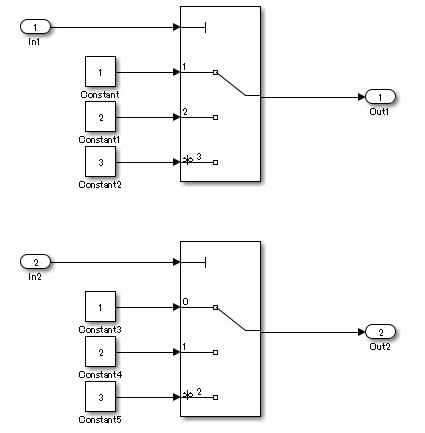 1
In1
1
Constant
1
2
Constant1
2
3
Constant2
* 3
1
Out1
2
In2
1
Constant3
0
2
Constant4
1
3
Constant5
* 2
2
Out2